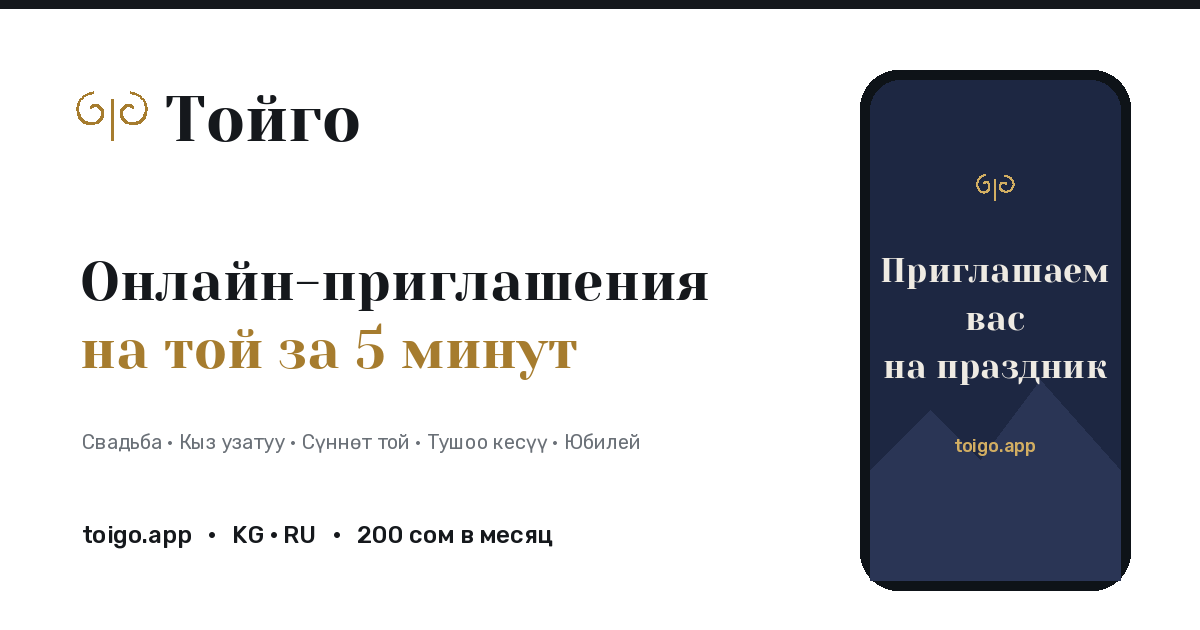 Тойго
Онлайн-приглашения
на той за 5 минут
Свадьба • Кыз узатуу • Сүннөт той • Тушоо кесүү • Юбилей
toigo.app • KG • RU • 200 сом в месяц
Приглашаем
вас
на праздник
toigo.app